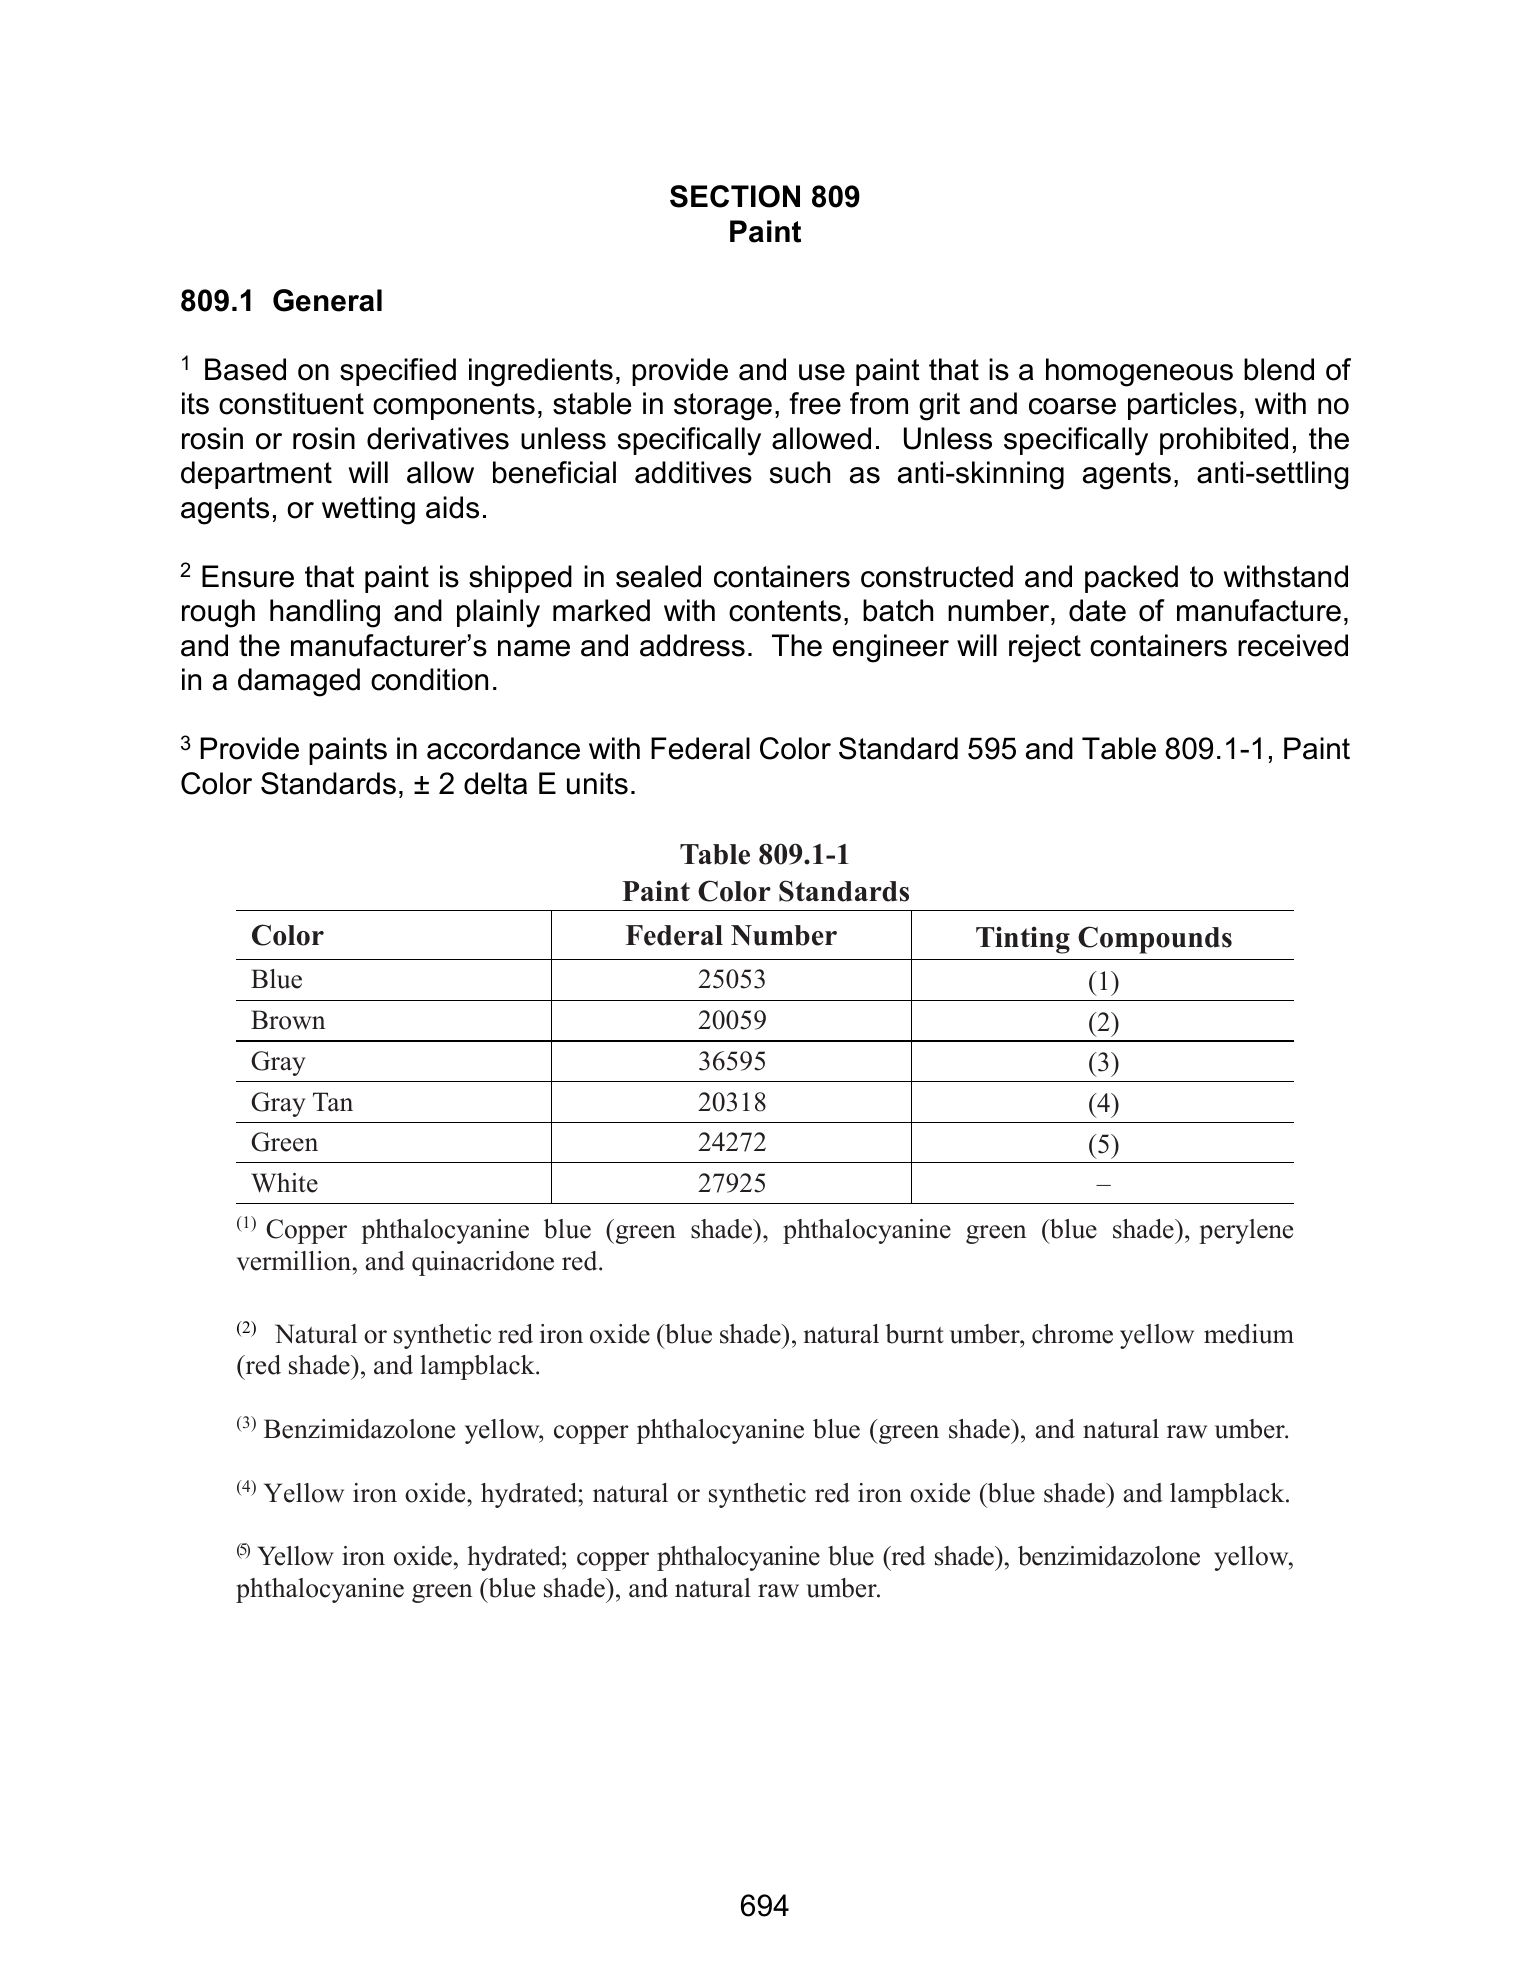 SECTION 809
Paint
809.1 General
1 Based on specified ingredients, provide and use paint that is a homogeneous blend of
its constituent components, stable in storage, free from grit and coarse particles, with no
rosin or rosin derivatives unless specifically allowed. Unless specifically prohibited, the
department will allow beneficial additives such as anti-skinning agents, anti-settling
agents, or wetting aids.
2 Ensure that paint is shipped in sealed containers constructed and packed to withstand
rough handling and plainly marked with contents, batch number, date of manufacture,
and the manufacturer’s name and address. The engineer will reject containers received
in a damaged condition.
3 Provide paints in accordance with Federal Color Standard 595 and Table 809.1-1, Paint
Color Standards, ± 2 delta E units.
Table 809.1-1
Paint Color Standards
Color Federal Number Tinting Compounds
Blue 25053 (1)
Brown 20059 (2)
Gray 36595 (3)
Gray Tan 20318 (4)
Green 24272 (5)
White 27925 –
(1) Copper phthalocyanine blue (green shade), phthalocyanine green (blue shade), perylene
vermillion, and quinacridone red.
(2) Natural or synthetic red iron oxide (blue shade), natural burnt umber, chrome yellow medium
(red shade), and lampblack.
(3) Benzimidazolone yellow, copper phthalocyanine blue (green shade), and natural raw umber.
(4) Yellow iron oxide, hydrated; natural or synthetic red iron oxide (blue shade) and lampblack.
(5) Yellow iron oxide, hydrated; copper phthalocyanine blue (red shade), benzimidazolone yellow,
phthalocyanine green (blue shade), and natural raw umber.
694